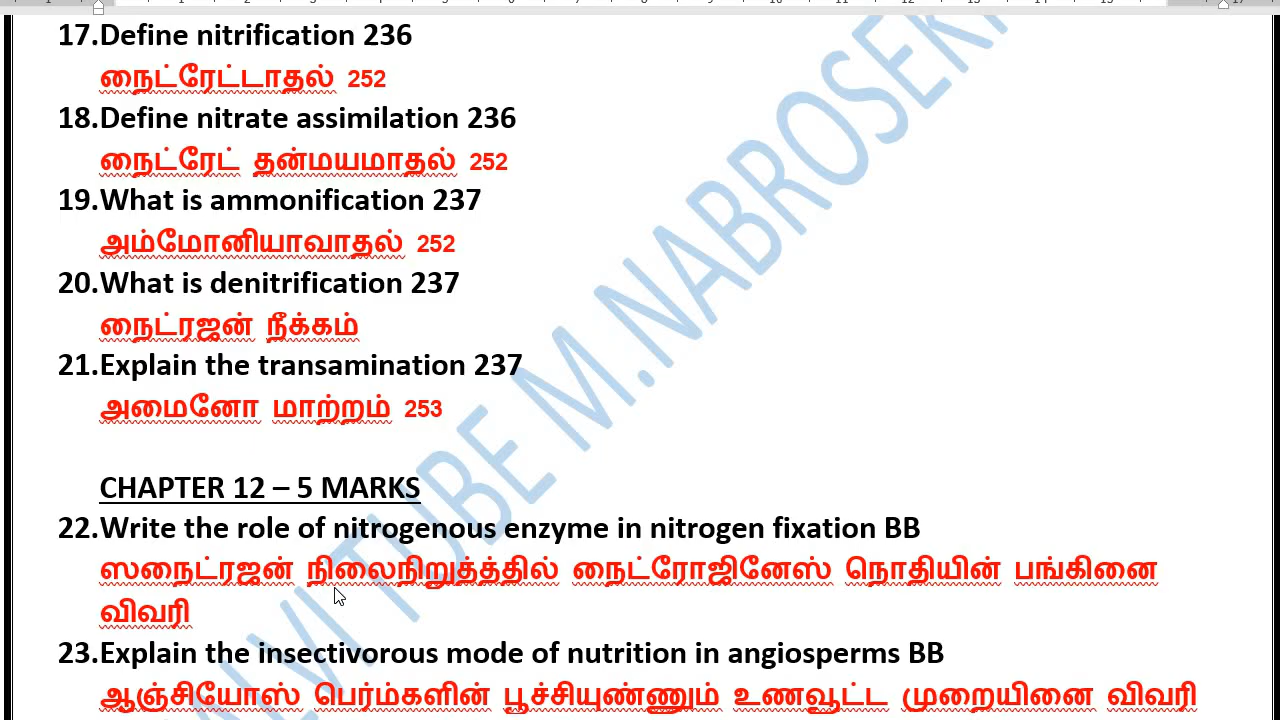 17.Define nitrification 236
நைட்ரேட்டாதல் 252
18.Define nitrate assimilation 236
நைட்ரேட் தன்மயமாதல் 252
19.What is ammonification 237
அம்மோனியாவாதல் 252
20.What is denitrification 237
நைட்ரஜன் நீக்கம்
21.Explain the transamination 237
அமைனோ மாற்றம் 253
CHAPTER 12 – 5 MARKS
22.Write the role of nitrogenous enzyme in nitrogen fixation BB
ஸநைட்ரஜன் நிலைநிறுத்த்தில் நைட்ரோஜினேஸ் நொதியின் பங்கினை
விவரி
23.Explain the insectivorous mode of nutrition in angiosperms BB
ஆஞ்சியோஸ் பெர்ம்களின் பூச்சியுண்ணும் உணவூட்ட முறையினை விவரி